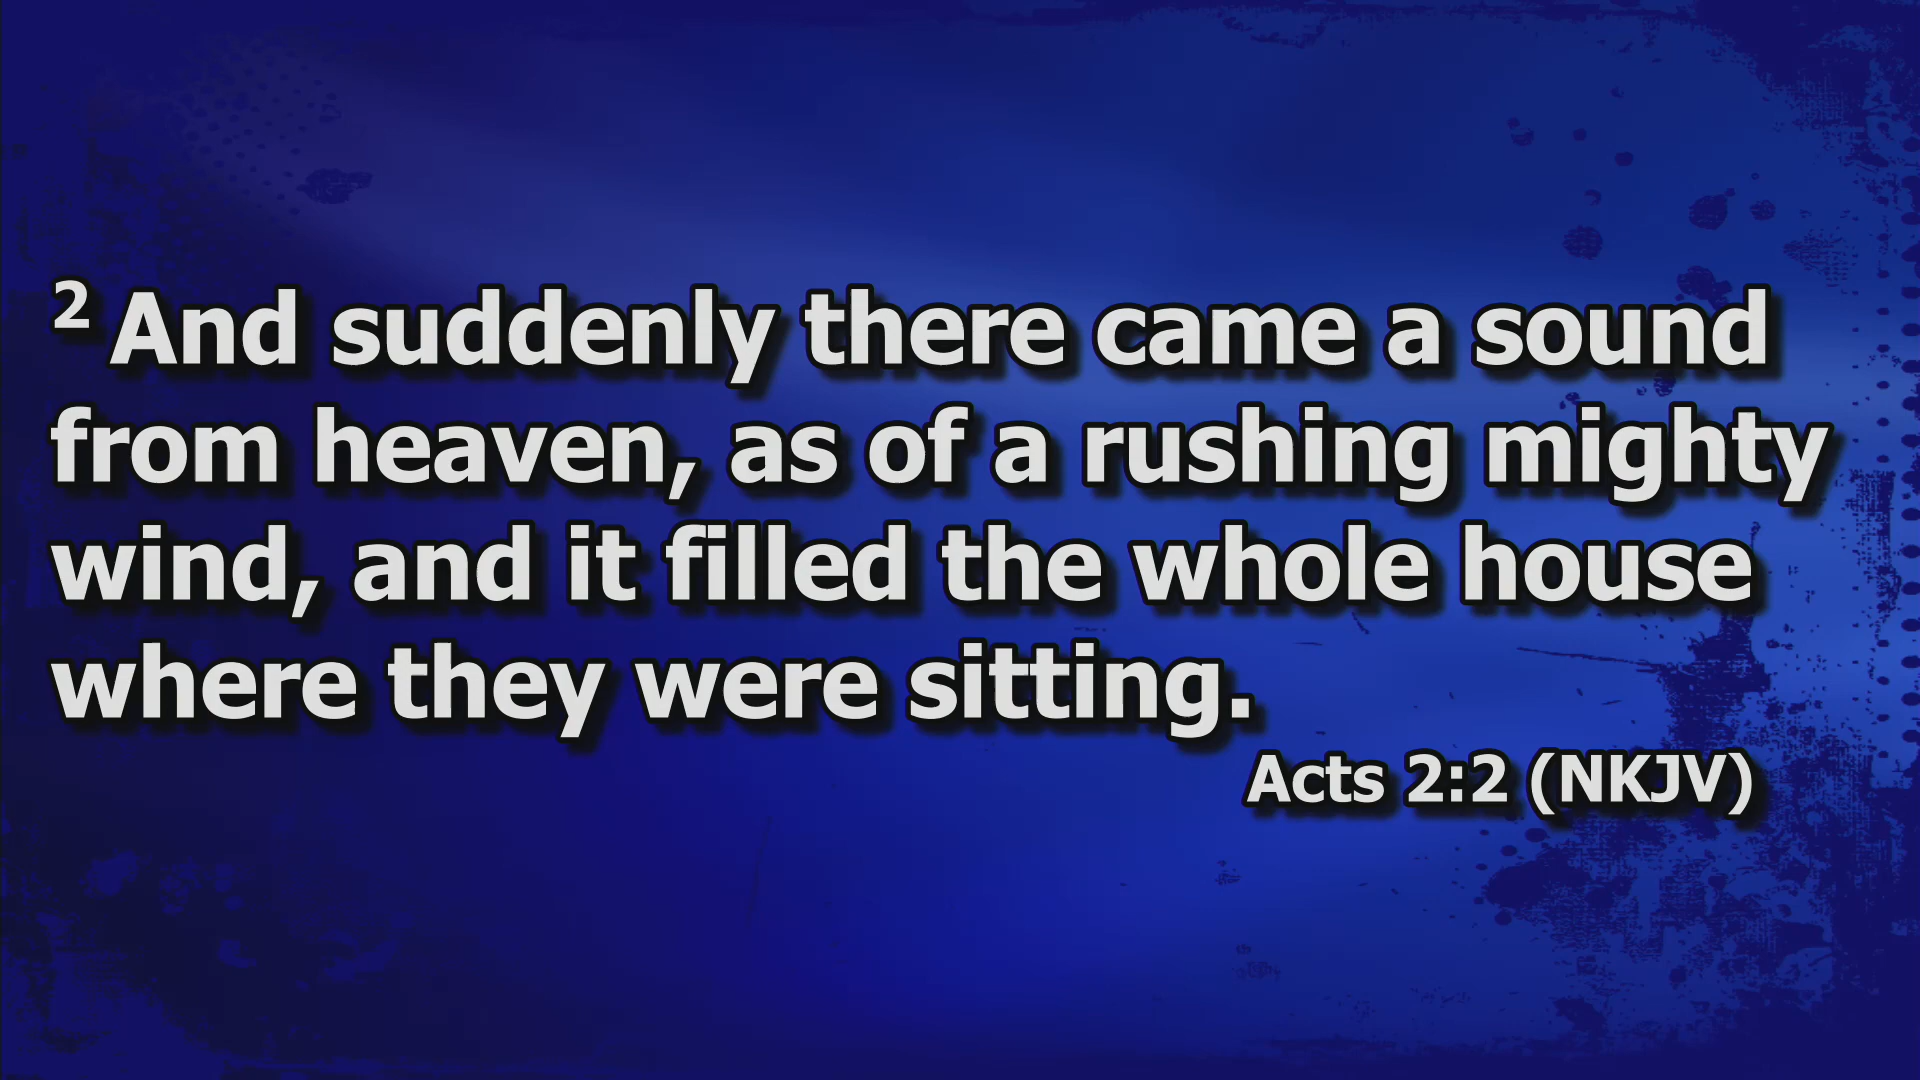 2 And suddenly there came a sound
from heaven, as of a rushing mighty
wind, and it filled the whole house
where they were sitting.
Acts 2:2 (NKJV)